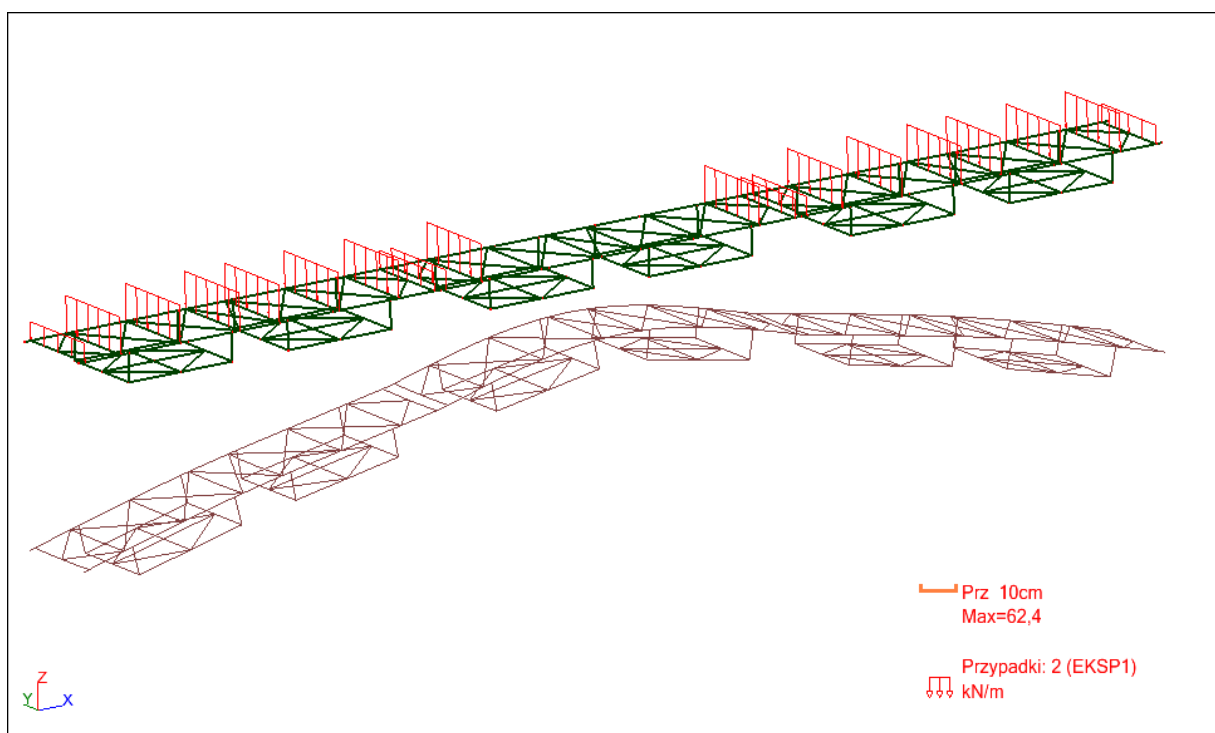 Prz 10cm
Max=62,4
Przypadki: 2 (EKSP1)
kN/m
Z
Y
X